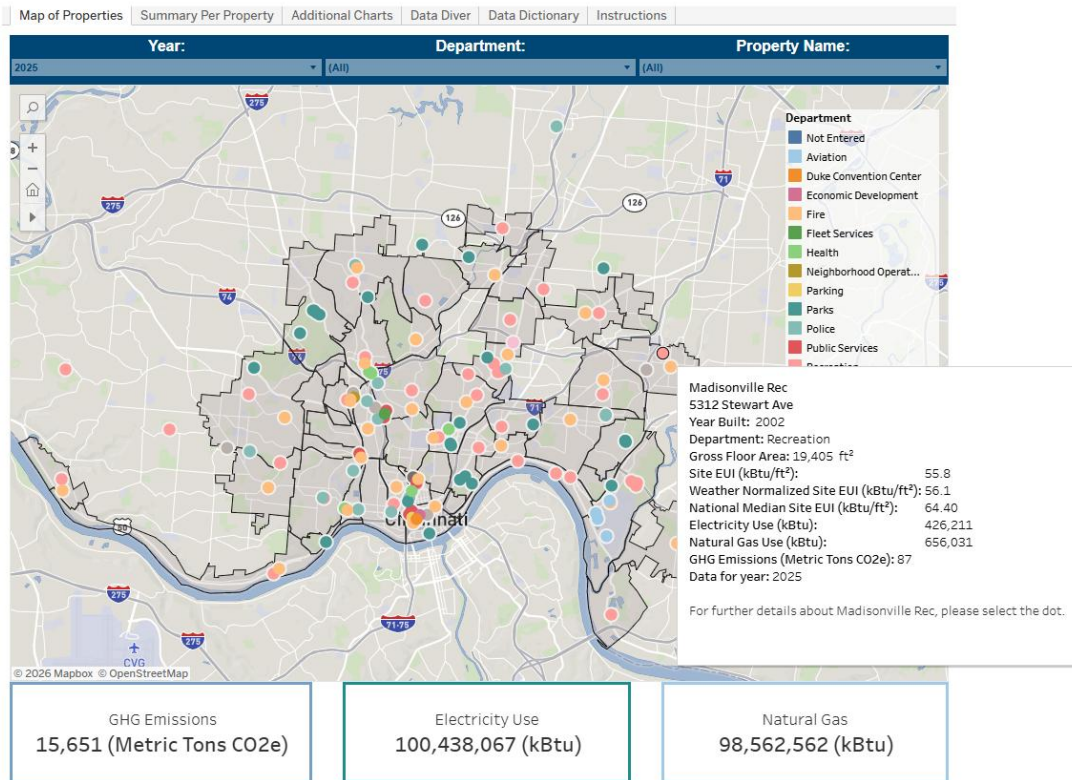 Map of Properties Summary Per Property Additional Charts Data Diver Data Dictionary Instructions
Year: Department: Property Name:
2025 (All) (All)
275
71
126
126
275
74
74
75
71
275
50
275
71-75
275
CVG
Cincinnati
Department
Not Entered
Aviation
Duke Convention Center
Economic Development
Fire
Fleet Services
Health
Neighborhood Operat...
Parking
Parks
Police
Public Services
Madisonville Rec
5312 Stewart Ave
Year Built: 2002
Department: Recreation
Gross Floor Area: 19,405 ft²
Site EUI (kBtu/ft²): 55.8
Weather Normalized Site EUI (kBtu/ft²): 56.1
National Median Site EUI (kBtu/ft²): 64.40
Electricity Use (kBtu): 426,211
Natural Gas Use (kBtu): 656,031
GHG Emissions (Metric Tons CO2e): 87
Data for year: 2025
For further details about Madisonville Rec, please select the dot.
© 2026 Mapbox © OpenStreetMap
GHG Emissions
15,651 (Metric Tons CO2e)
Electricity Use
100,438,067 (kBtu)
Natural Gas
98,562,562 (kBtu)